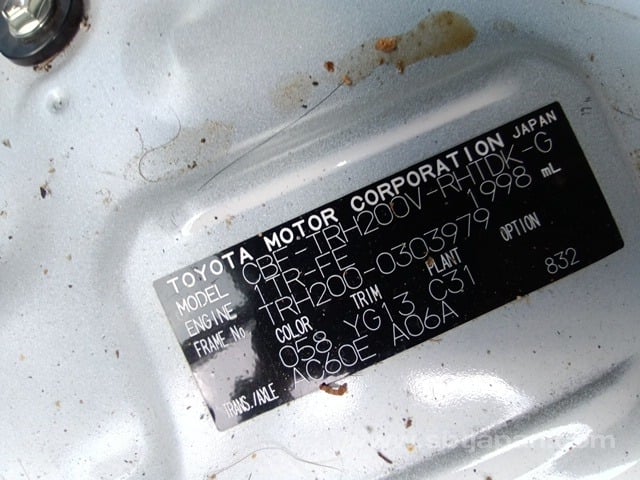 TOYOTA MOTOR CORPORATION JAPAN
MODEL CBF-TRH200V-RHTDK-G
ENGINE 1TR-FE 1998 mL
FRAME No. TRH200-0303979
COLOR TRIM PLANT OPTION
058 YG13 C31 832
TRANS./AXLE AC60E A06A